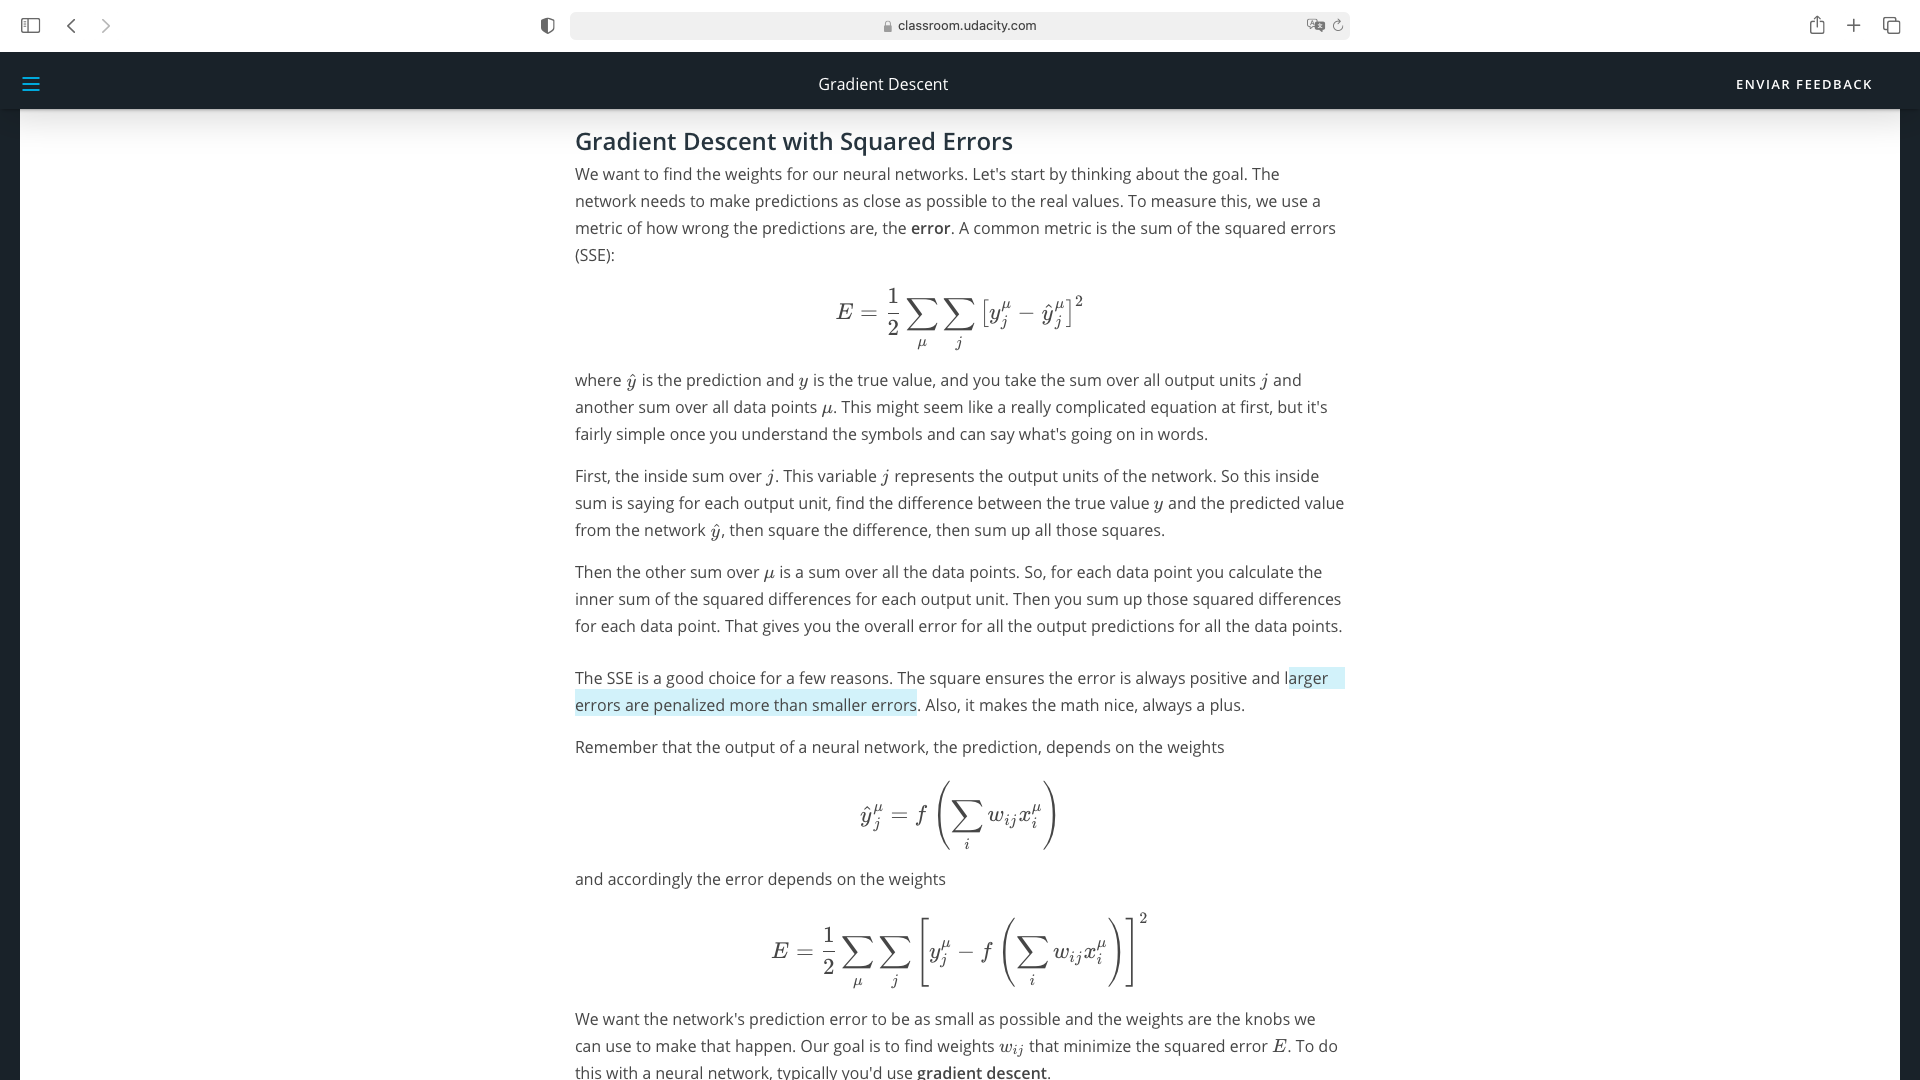 classroom.udacity.com
Gradient Descent
ENVIAR FEEDBACK
Gradient Descent with Squared Errors
We want to find the weights for our neural networks. Let's start by thinking about the goal. The
network needs to make predictions as close as possible to the real values. To measure this, we use a
metric of how wrong the predictions are, the error. A common metric is the sum of the squared errors
(SSE):
E = \frac{1}{2} \sum_{\mu} \sum_{j} [y_j^{\mu} - \hat{y}_j^{\mu}]^2
where ŷ is the prediction and y is the true value, and you take the sum over all output units j and
another sum over all data points μ. This might seem like a really complicated equation at first, but it's
fairly simple once you understand the symbols and can say what's going on in words.
First, the inside sum over j. This variable j represents the output units of the network. So this inside
sum is saying for each output unit, find the difference between the true value y and the predicted value
from the network ŷ, then square the difference, then sum up all those squares.
Then the other sum over μ is a sum over all the data points. So, for each data point you calculate the
inner sum of the squared differences for each output unit. Then you sum up those squared differences
for each data point. That gives you the overall error for all the output predictions for all the data points.
The SSE is a good choice for a few reasons. The square ensures the error is always positive and larger
errors are penalized more than smaller errors. Also, it makes the math nice, always a plus.
Remember that the output of a neural network, the prediction, depends on the weights
\hat{y}_j^{\mu} = f \left( \sum_{i} w_{ij} x_i^{\mu} \right)
and accordingly the error depends on the weights
E = \frac{1}{2} \sum_{\mu} \sum_{j} \left[ y_j^{\mu} - f \left( \sum_{i} w_{ij} x_i^{\mu} \right) \right]^2
We want the network's prediction error to be as small as possible and the weights are the knobs we
can use to make that happen. Our goal is to find weights w_{ij} that minimize the squared error E. To do
this with a neural network, typically you'd use gradient descent.